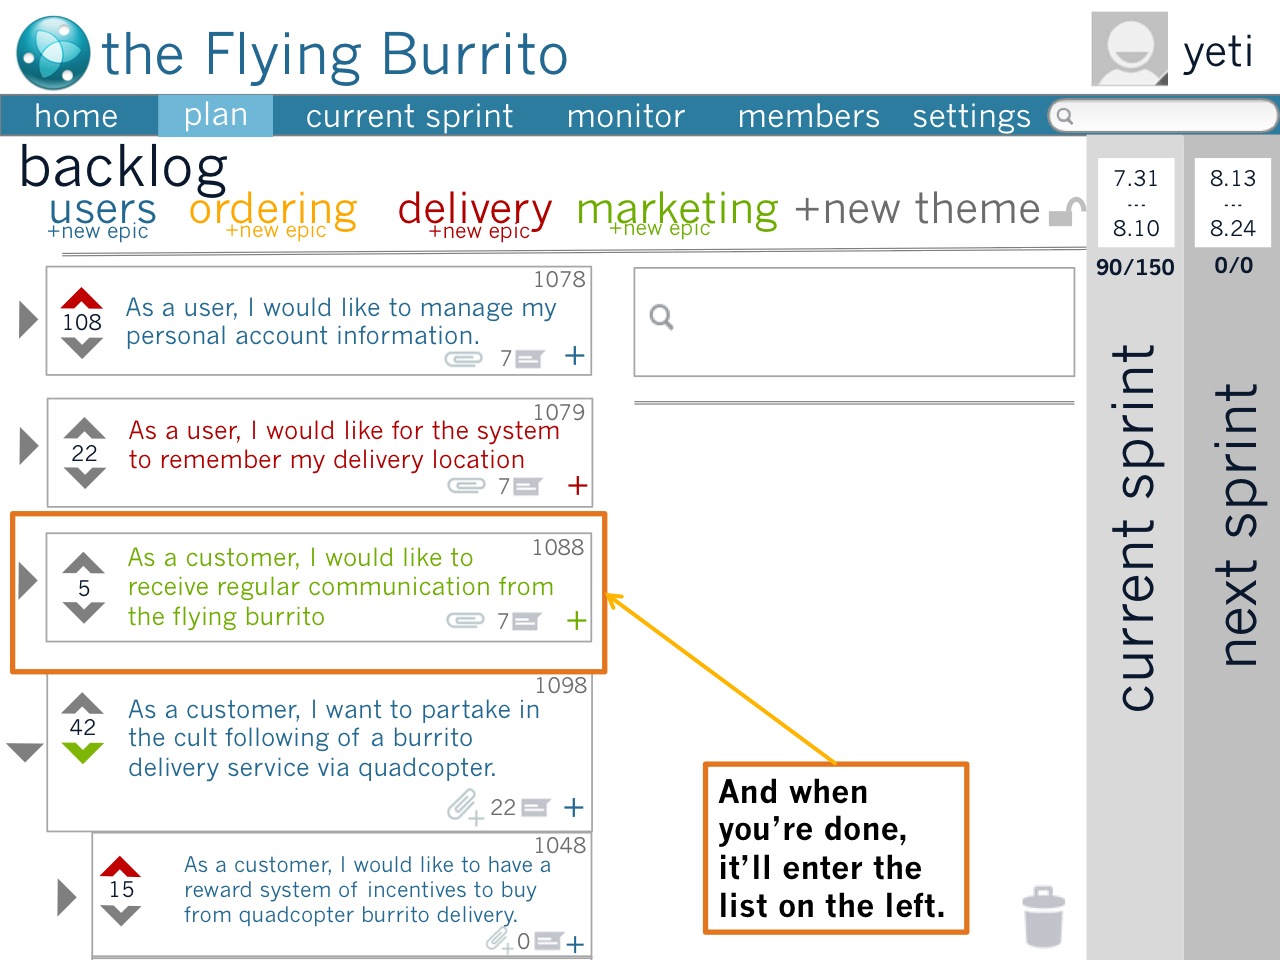 the Flying Burrito
yeti
home plan current sprint monitor members settings
backlog
users ordering delivery marketing +new theme
+new epic +new epic +new epic +new epic
7.31
...
8.10
90/150
8.13
...
8.24
0/0
current sprint
next sprint
1078
108
As a user, I would like to manage my
personal account information.
7 +
1079
22
As a user, I would like for the system
to remember my delivery location
7 +
1088
5
As a customer, I would like to
receive regular communication from
the flying burrito
7 +
1098
42
As a customer, I want to partake in
the cult following of a burrito
delivery service via quadcopter.
22 +
1048
15
As a customer, I would like to have a
reward system of incentives to buy
from quadcopter burrito delivery.
0 +
And when
you're done,
it'll enter the
list on the left.